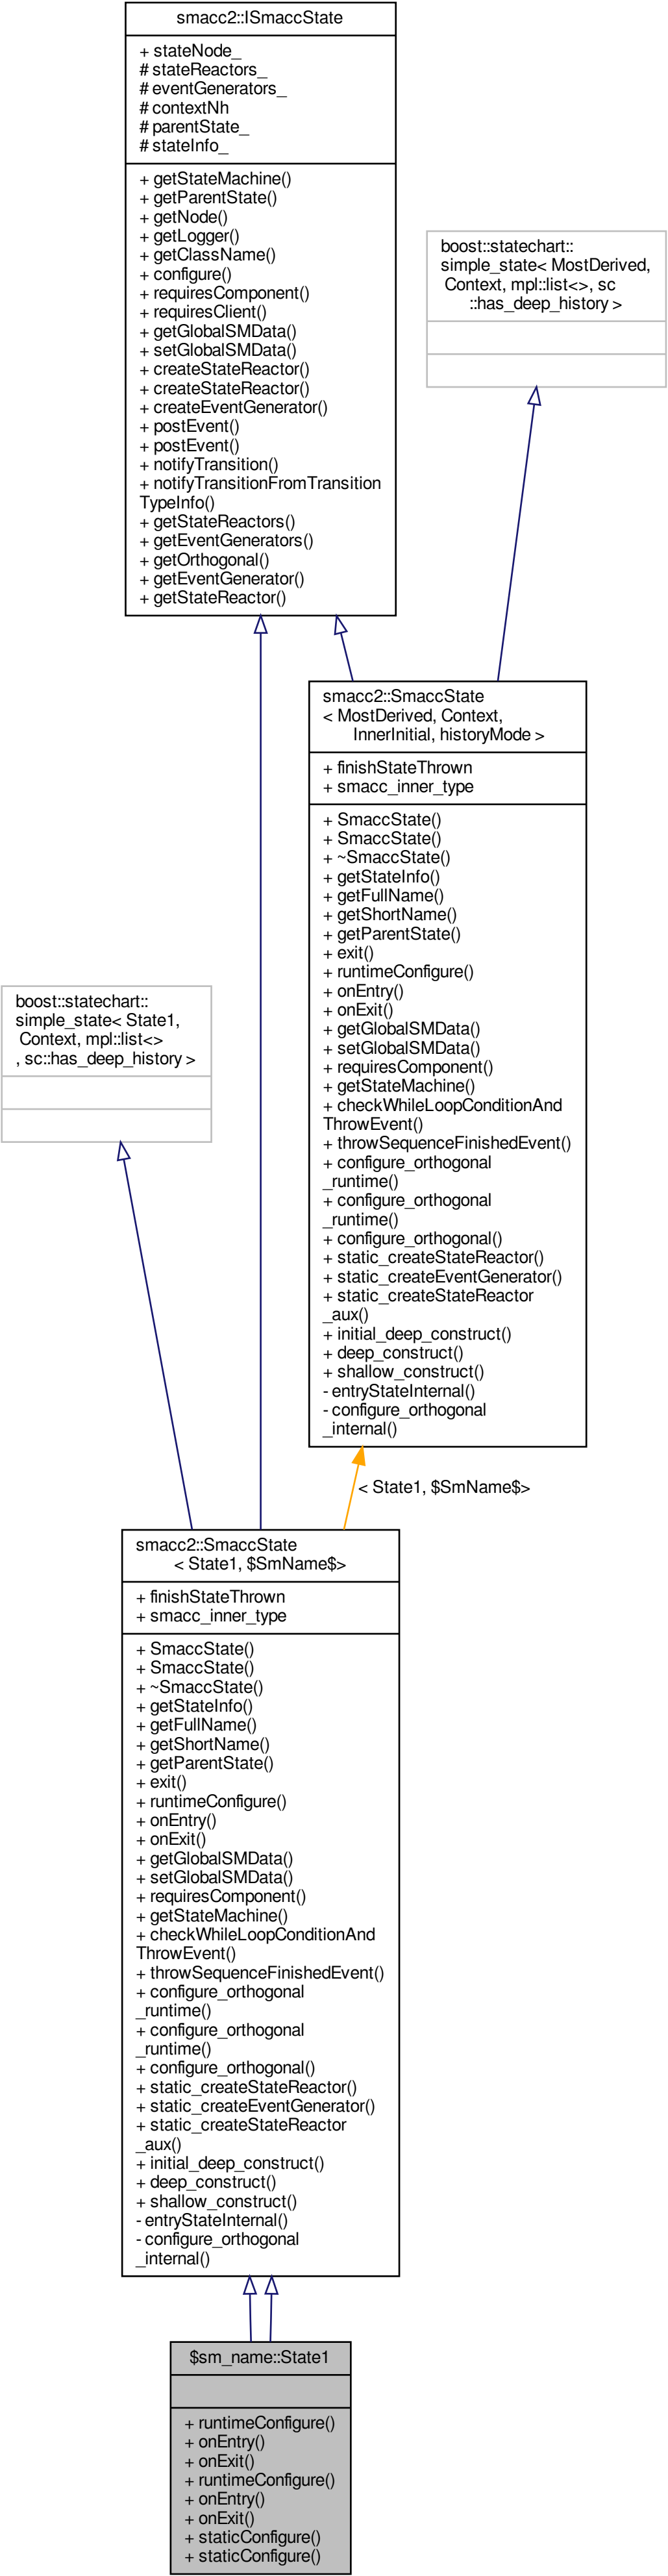 smacc2::ISmaccState
+ stateNode_
# stateReactors_
# eventGenerators_
# contextNh
# parentState_
# stateInfo_
+ getStateMachine()
+ getParentState()
+ getNode()
+ getLogger()
+ getClassName()
+ configure()
+ requiresComponent()
+ requiresClient()
+ getGlobalSMData()
+ setGlobalSMData()
+ createStateReactor()
+ createStateReactor()
+ createEventGenerator()
+ postEvent()
+ postEvent()
+ notifyTransition()
+ notifyTransitionFromTransition
TypeInfo()
+ getStateReactors()
+ getEventGenerators()
+ getOrthogonal()
+ getEventGenerator()
+ getStateReactor()
boost::statechart::
simple_state< MostDerived,
Context, mpl::list<>, sc
::has_deep_history >
smacc2::SmaccState
< MostDerived, Context,
InnerInitial, historyMode >
+ finishStateThrown
+ smacc_inner_type
+ SmaccState()
+ SmaccState()
+ ~SmaccState()
+ getStateInfo()
+ getFullName()
+ getShortName()
+ getParentState()
+ exit()
+ runtimeConfigure()
+ onEntry()
+ onExit()
+ getGlobalSMData()
+ setGlobalSMData()
+ requiresComponent()
+ getStateMachine()
+ checkWhileLoopConditionAnd
ThrowEvent()
+ throwSequenceFinishedEvent()
+ configure_orthogonal
_runtime()
+ configure_orthogonal
_runtime()
+ configure_orthogonal()
+ static_createStateReactor()
+ static_createEventGenerator()
+ static_createStateReactor
_aux()
+ initial_deep_construct()
+ deep_construct()
+ shallow_construct()
- entryStateInternal()
- configure_orthogonal
_internal()
boost::statechart::
simple_state< State1,
Context, mpl::list<>
, sc::has_deep_history >
< State1, $SmName$>
smacc2::SmaccState
< State1, $SmName$>
+ finishStateThrown
+ smacc_inner_type
+ SmaccState()
+ SmaccState()
+ ~SmaccState()
+ getStateInfo()
+ getFullName()
+ getShortName()
+ getParentState()
+ exit()
+ runtimeConfigure()
+ onEntry()
+ onExit()
+ getGlobalSMData()
+ setGlobalSMData()
+ requiresComponent()
+ getStateMachine()
+ checkWhileLoopConditionAnd
ThrowEvent()
+ throwSequenceFinishedEvent()
+ configure_orthogonal
_runtime()
+ configure_orthogonal
_runtime()
+ configure_orthogonal()
+ static_createStateReactor()
+ static_createEventGenerator()
+ static_createStateReactor
_aux()
+ initial_deep_construct()
+ deep_construct()
+ shallow_construct()
- entryStateInternal()
- configure_orthogonal
_internal()
$sm_name::State1
+ runtimeConfigure()
+ onEntry()
+ onExit()
+ runtimeConfigure()
+ onEntry()
+ onExit()
+ staticConfigure()
+ staticConfigure()